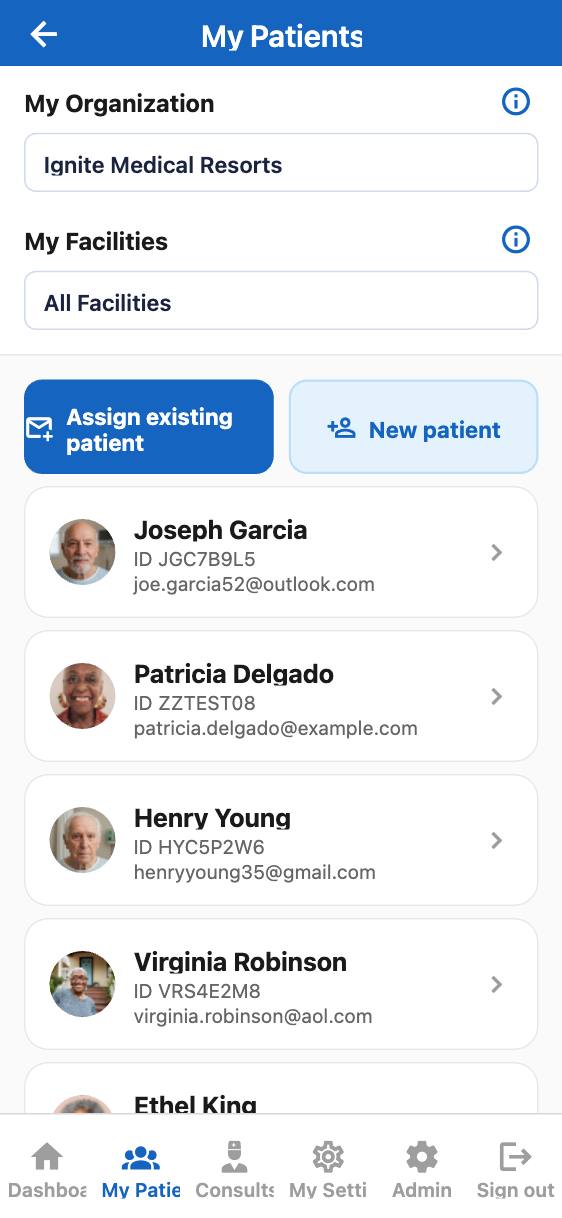 My Patients
My Organization
Ignite Medical Resorts
My Facilities
All Facilities
Assign existing
patient
New patient
Joseph Garcia
ID JGC7B9L5
joe.garcia52@outlook.com
Patricia Delgado
ID ZZTEST08
patricia.delgado@example.com
Henry Young
ID HYC5P2W6
henryyoung35@gmail.com
Virginia Robinson
ID VRS4E2M8
virginia.robinson@aol.com
Ethel King
Dashboa My Patie Consults My Setti Admin Sign out